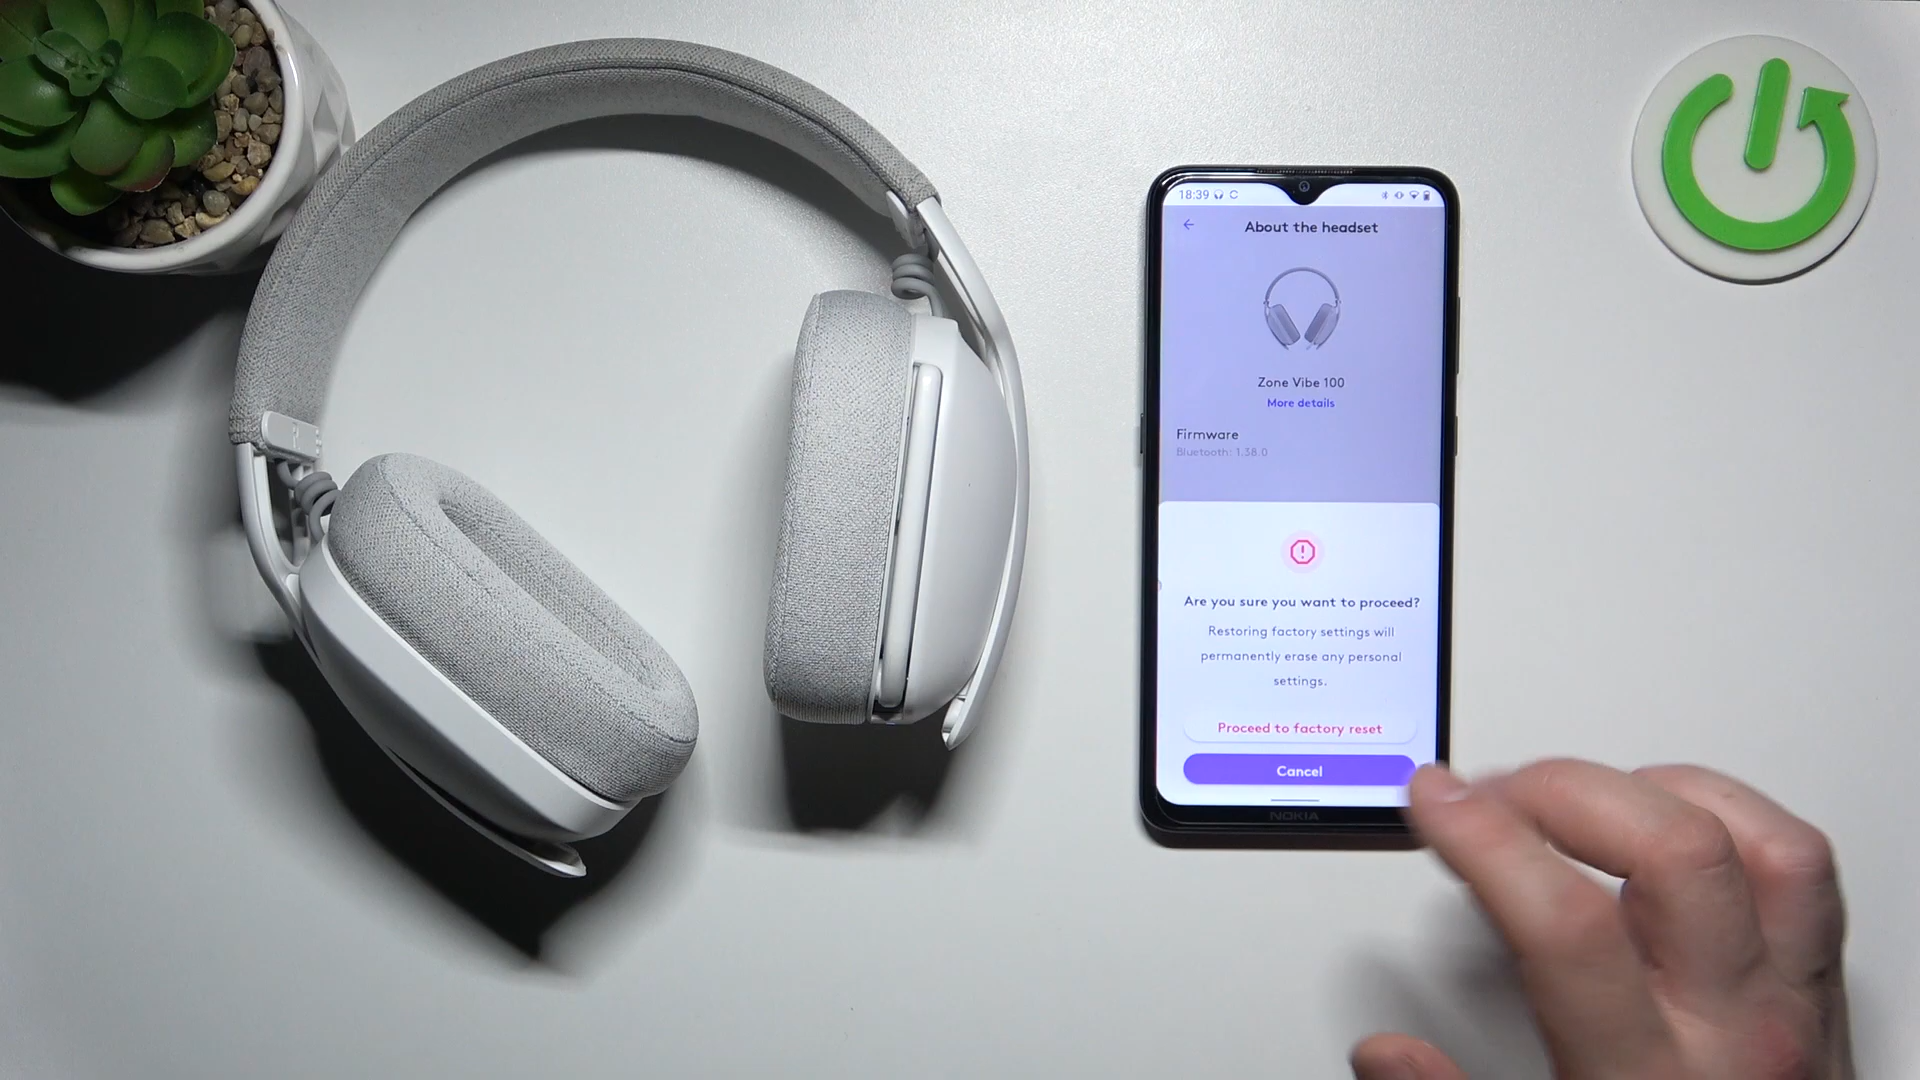 18:39
About the headset
Zone Vibe 100
More details
Firmware
Bluetooth: 1.38.0
Are you sure you want to proceed?
Restoring factory settings will
permanently erase any personal
settings.
Proceed to factory reset
Cancel
NOKIA